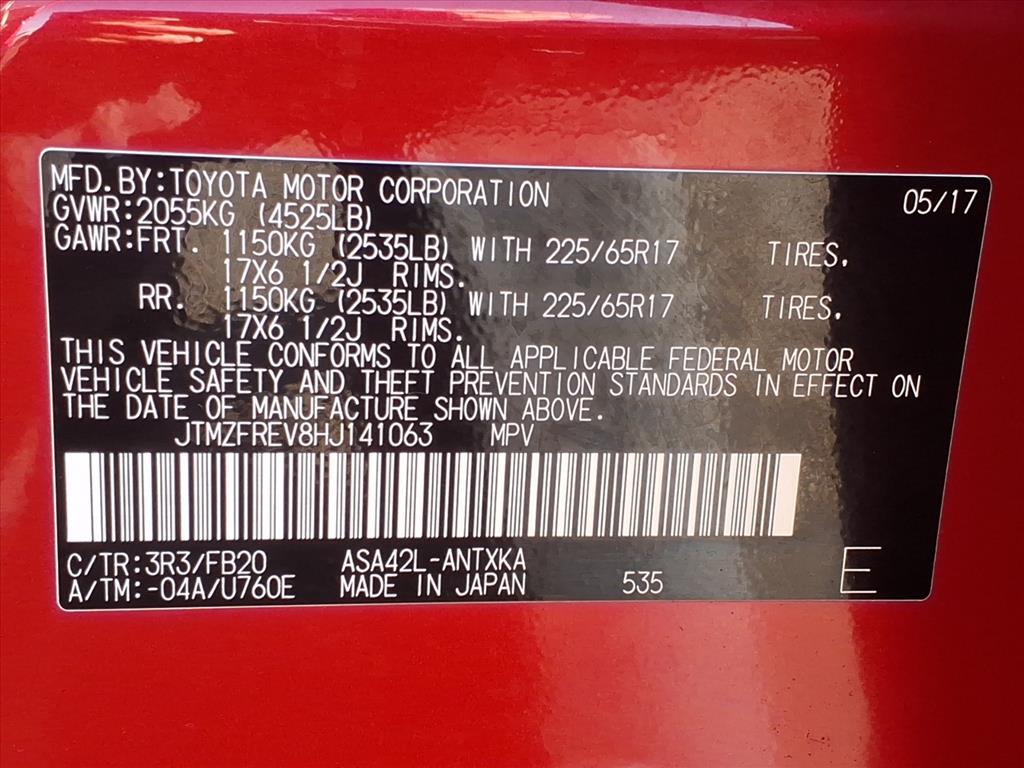 MFD.BY:TOYOTA MOTOR CORPORATION 05/17
GVWR:2055KG (4525LB)
GAWR:FRT. 1150KG (2535LB) WITH 225/65R17 TIRES.
17X6 1/2J RIMS.
RR. 1150KG (2535LB) WITH 225/65R17 TIRES.
17X6 1/2J RIMS.
THIS VEHICLE CONFORMS TO ALL APPLICABLE FEDERAL MOTOR
VEHICLE SAFETY AND THEFT PREVENTION STANDARDS IN EFFECT ON
THE DATE OF MANUFACTURE SHOWN ABOVE.
JTMZFREV8HJ141063 MPV
C/TR:3R3/FB20 ASA42L-ANTXKA
A/TM:-04A/U760E MADE IN JAPAN 535 E